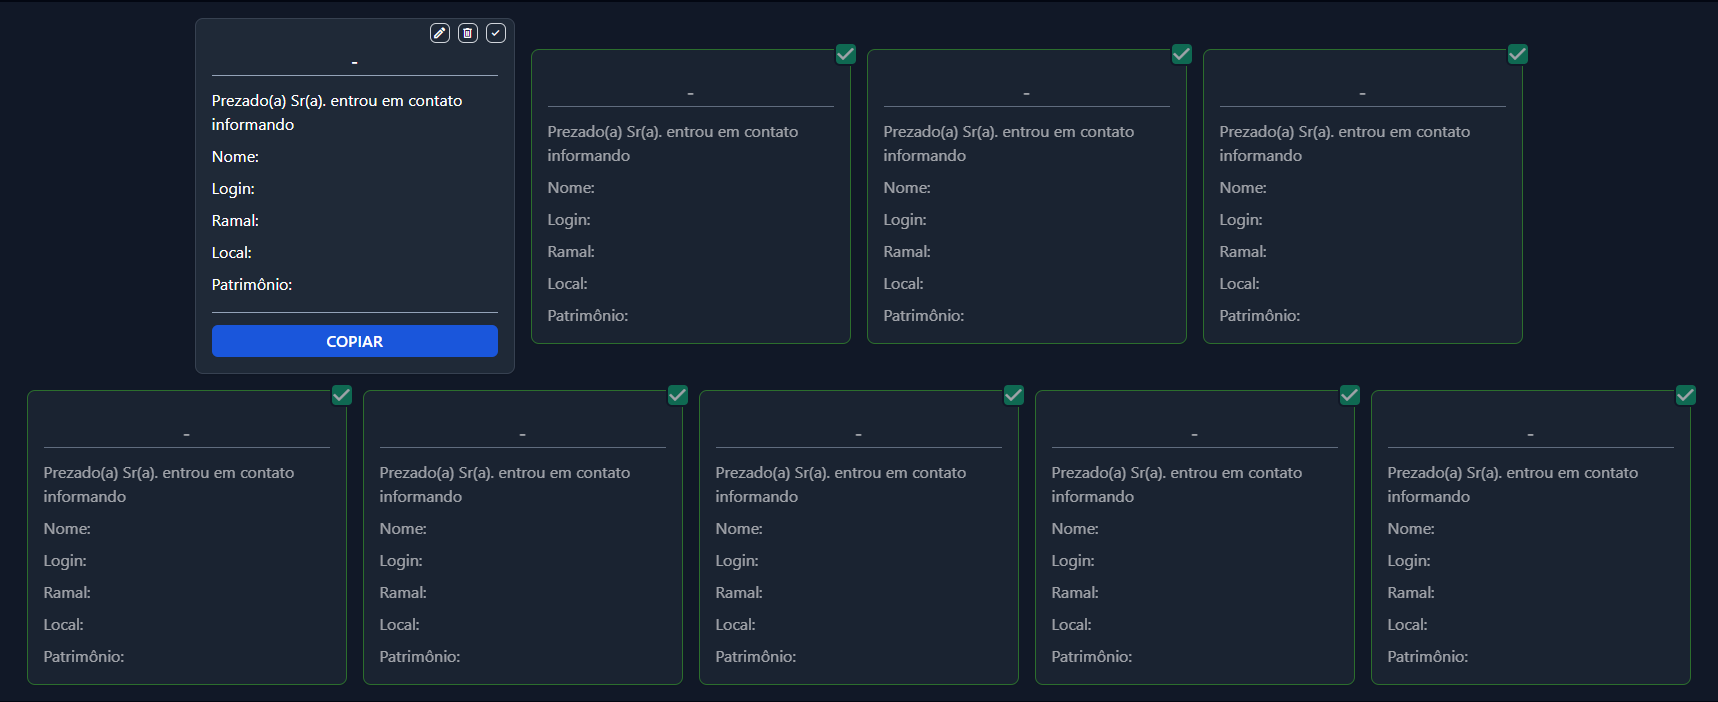 -
Prezado(a) Sr(a). entrou em contato
informando
Nome:
Login:
Ramal:
Local:
Patrimônio:
COPIAR
-
Prezado(a) Sr(a). entrou em contato
informando
Nome:
Login:
Ramal:
Local:
Patrimônio:
-
Prezado(a) Sr(a). entrou em contato
informando
Nome:
Login:
Ramal:
Local:
Patrimônio:
-
Prezado(a) Sr(a). entrou em contato
informando
Nome:
Login:
Ramal:
Local:
Patrimônio:
-
Prezado(a) Sr(a). entrou em contato
informando
Nome:
Login:
Ramal:
Local:
Patrimônio:
-
Prezado(a) Sr(a). entrou em contato
informando
Nome:
Login:
Ramal:
Local:
Patrimônio:
-
Prezado(a) Sr(a). entrou em contato
informando
Nome:
Login:
Ramal:
Local:
Patrimônio:
-
Prezado(a) Sr(a). entrou em contato
informando
Nome:
Login:
Ramal:
Local:
Patrimônio:
-
Prezado(a) Sr(a). entrou em contato
informando
Nome:
Login:
Ramal:
Local:
Patrimônio: